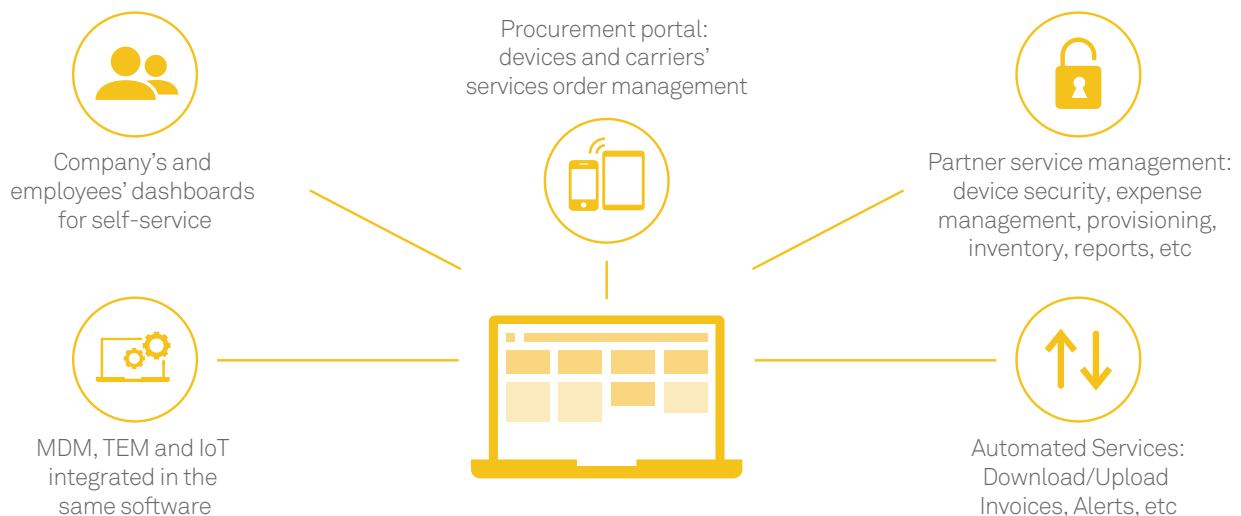 Procurement portal:
devices and carriers'
services order management
Company's and
employees' dashboards
for self-service
Partner service management:
device security, expense
management, provisioning,
inventory, reports, etc
MDM, TEM and IoT
integrated in the
same software
Automated Services:
Download/Upload
Invoices, Alerts, etc